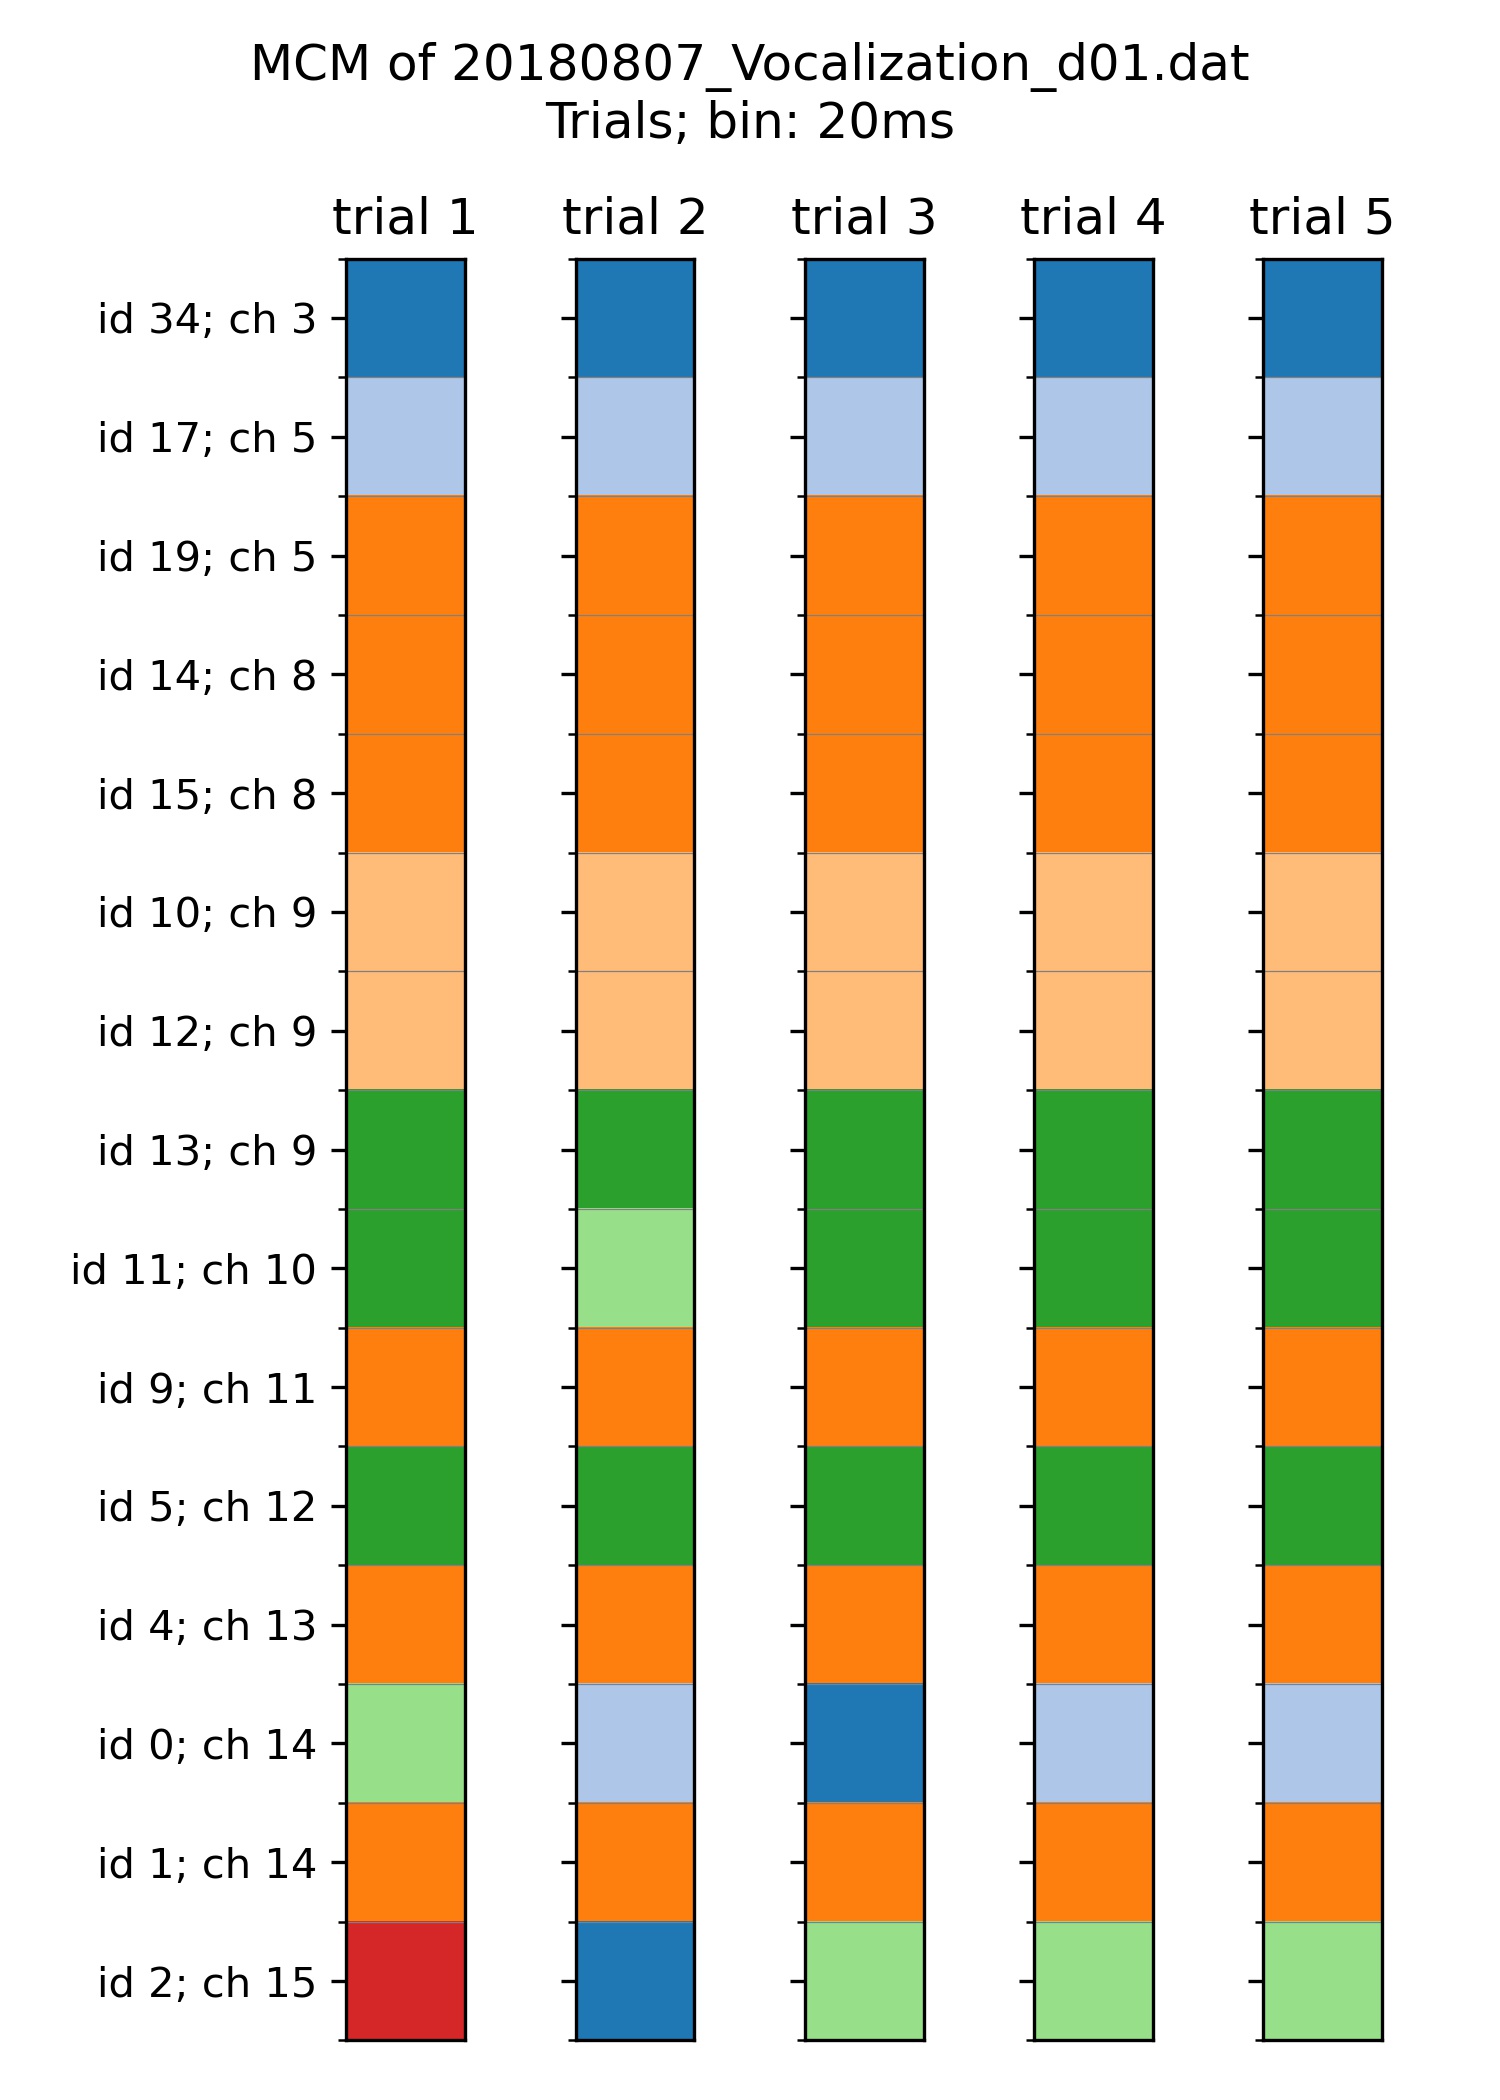 MCM of 20180807_Vocalization_d01.dat
Trials; bin: 20ms
trial 1 trial 2 trial 3 trial 4 trial 5
id 34; ch 3
id 17; ch 5
id 19; ch 5
id 14; ch 8
id 15; ch 8
id 10; ch 9
id 12; ch 9
id 13; ch 9
id 11; ch 10
id 9; ch 11
id 5; ch 12
id 4; ch 13
id 0; ch 14
id 1; ch 14
id 2; ch 15